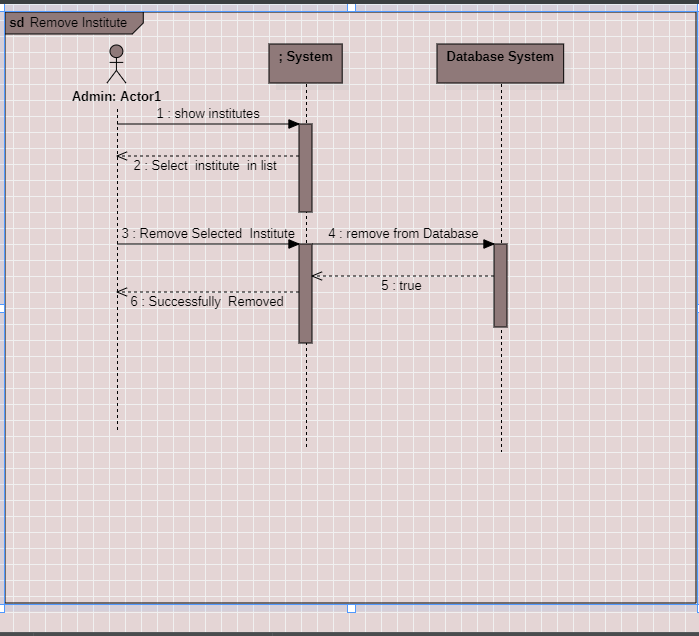 sd Remove Institute
; System
Database System
Admin: Actor1
1 : show institutes
2 : Select institute in list
3 : Remove Selected Institute
4 : remove from Database
5 : true
6 : Successfully Removed